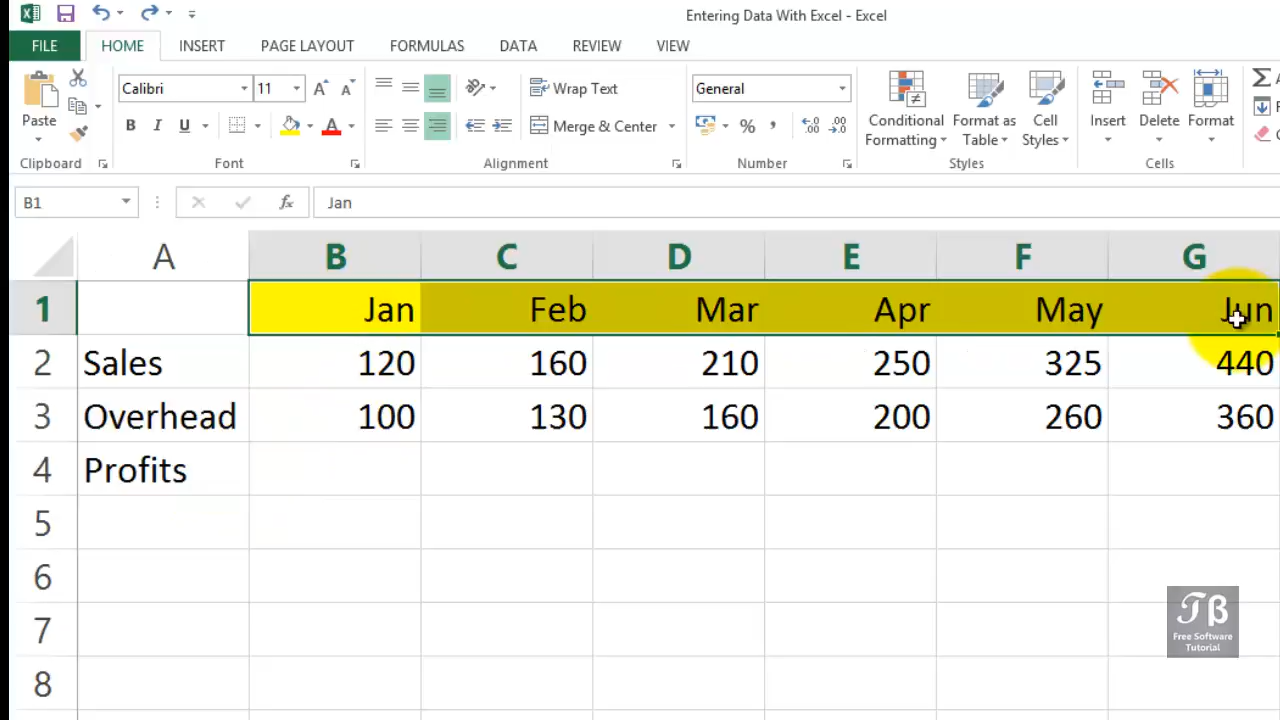 Entering Data With Excel - Excel
FILE HOME INSERT PAGE LAYOUT FORMULAS DATA REVIEW VIEW
Calibri 11 Wrap Text General
Paste B I U Merge & Center % , Conditional Formatting Format as Table Cell Styles Insert Delete Format
Clipboard Font Alignment Number Styles Cells
B1 fx Jan
A B C D E F G
1 Jan Feb Mar Apr May Jun
2 Sales 120 160 210 250 325 440
3 Overhead 100 130 160 200 260 360
4 Profits
5
6
7
8
Free Software
Tutorial